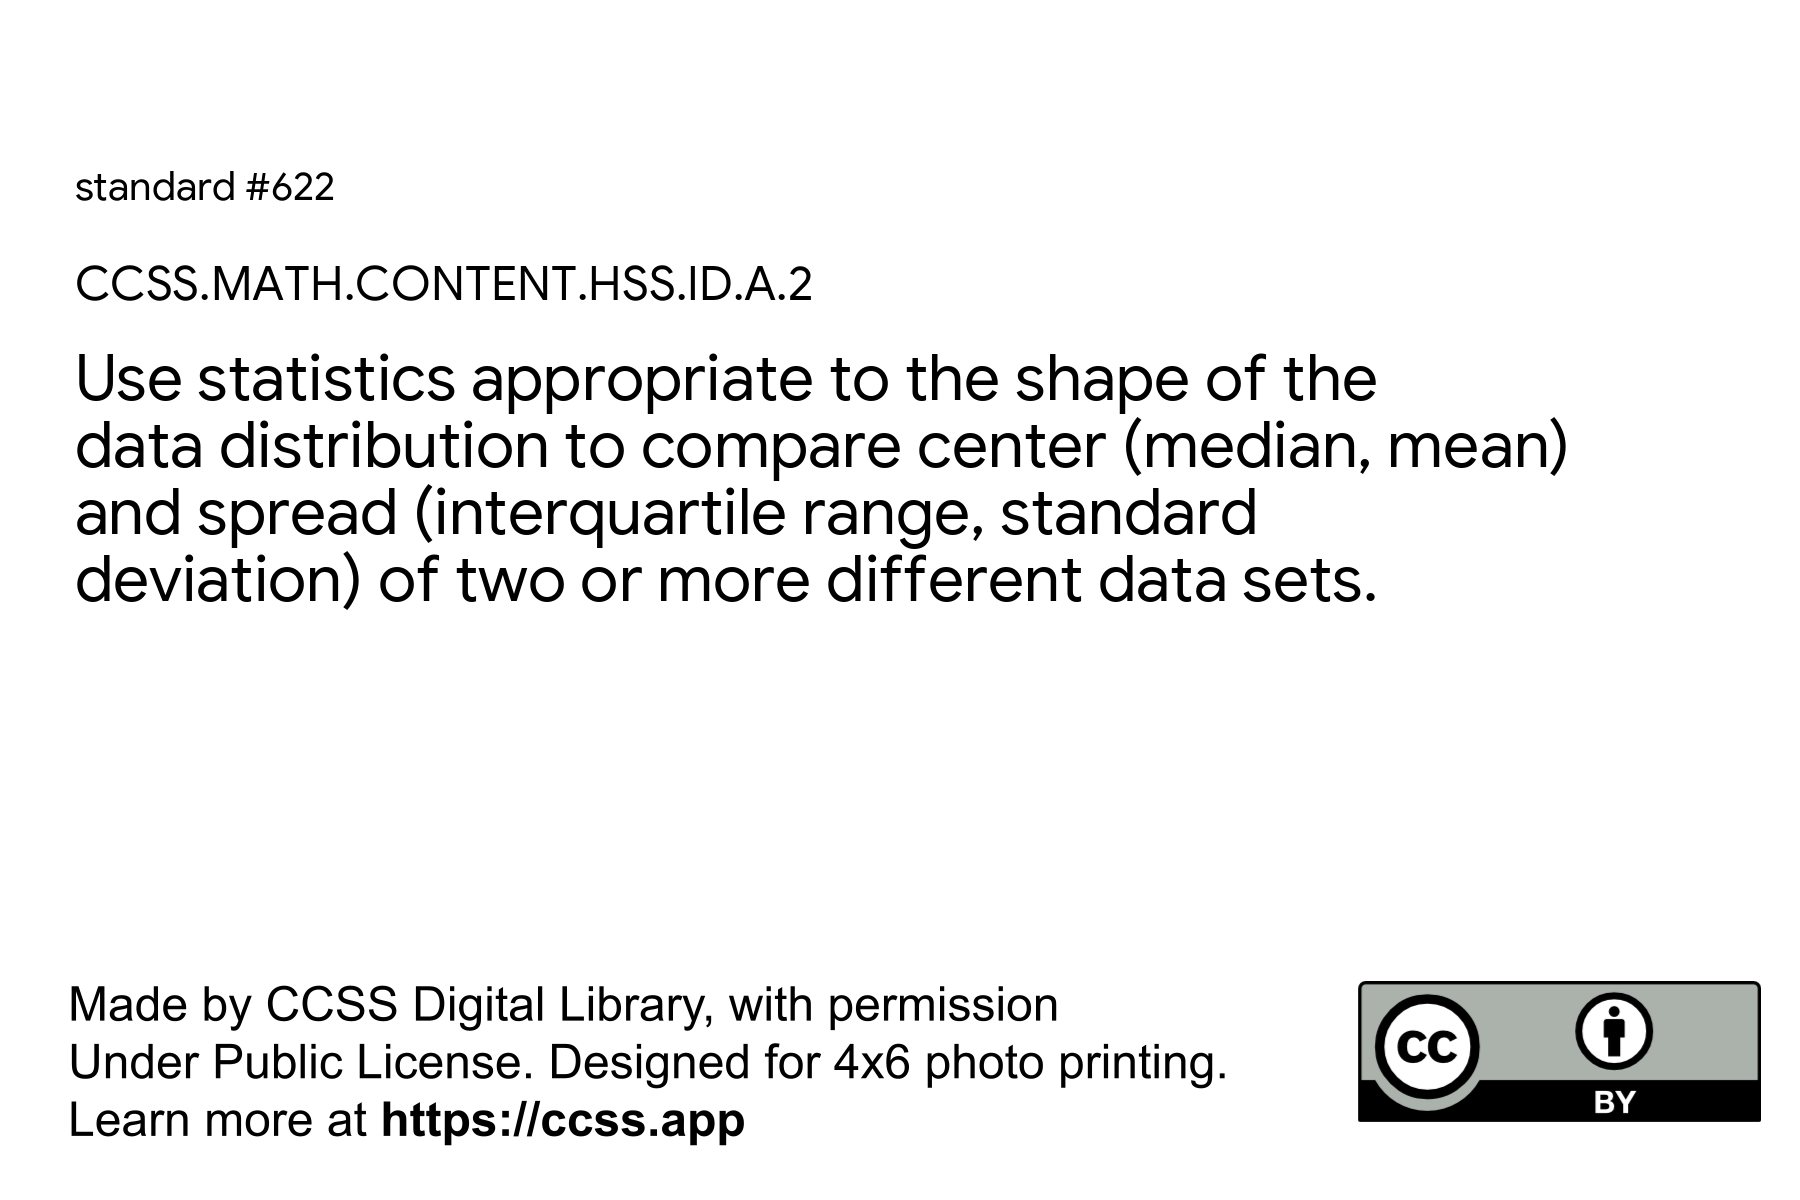 standard #622
CCSS.MATH.CONTENT.HSS.ID.A.2
Use statistics appropriate to the shape of the
data distribution to compare center (median, mean)
and spread (interquartile range, standard
deviation) of two or more different data sets.
Made by CCSS Digital Library, with permission
Under Public License. Designed for 4x6 photo printing.
Learn more at https://ccss.app
CC
BY